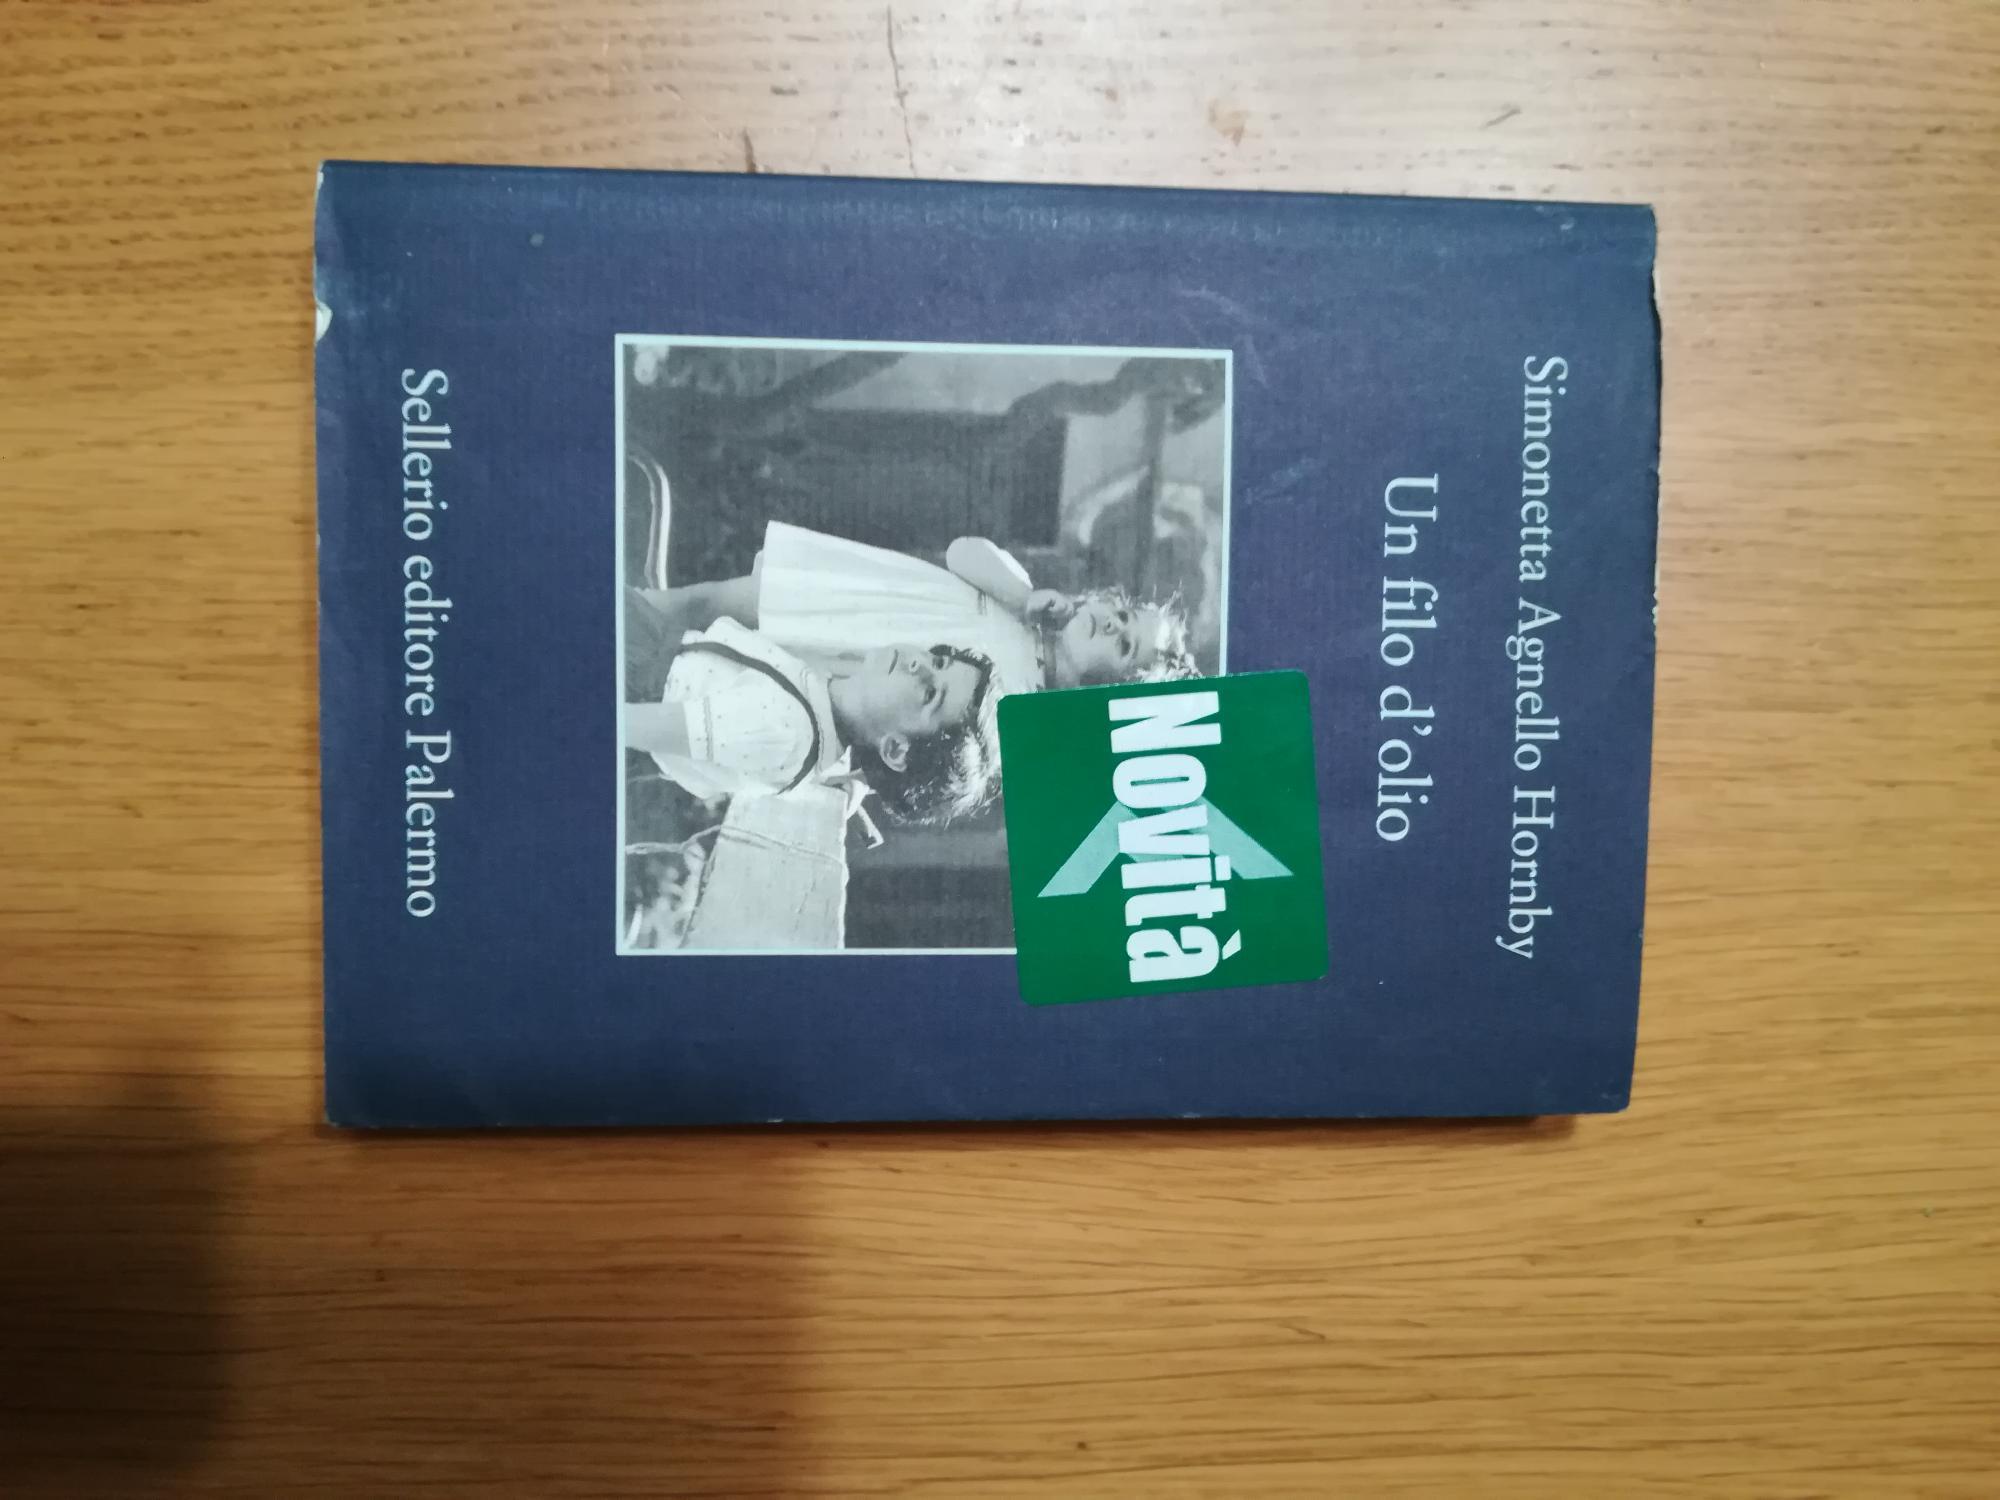 Simonetta Agnello Hornby
Un filo d'olio
Novità
Sellerio editore Palermo